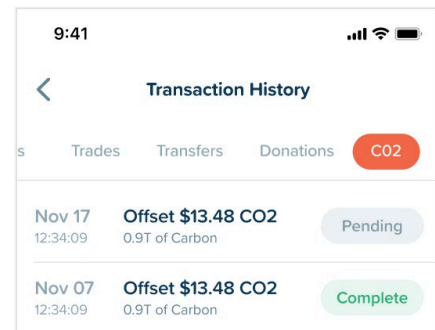 9:41
Transaction History
s Trades Transfers Donations C02
Nov 17 Offset $13.48 CO2 Pending
12:34:09 0.9T of Carbon
Nov 07 Offset $13.48 CO2 Complete
12:34:09 0.9T of Carbon